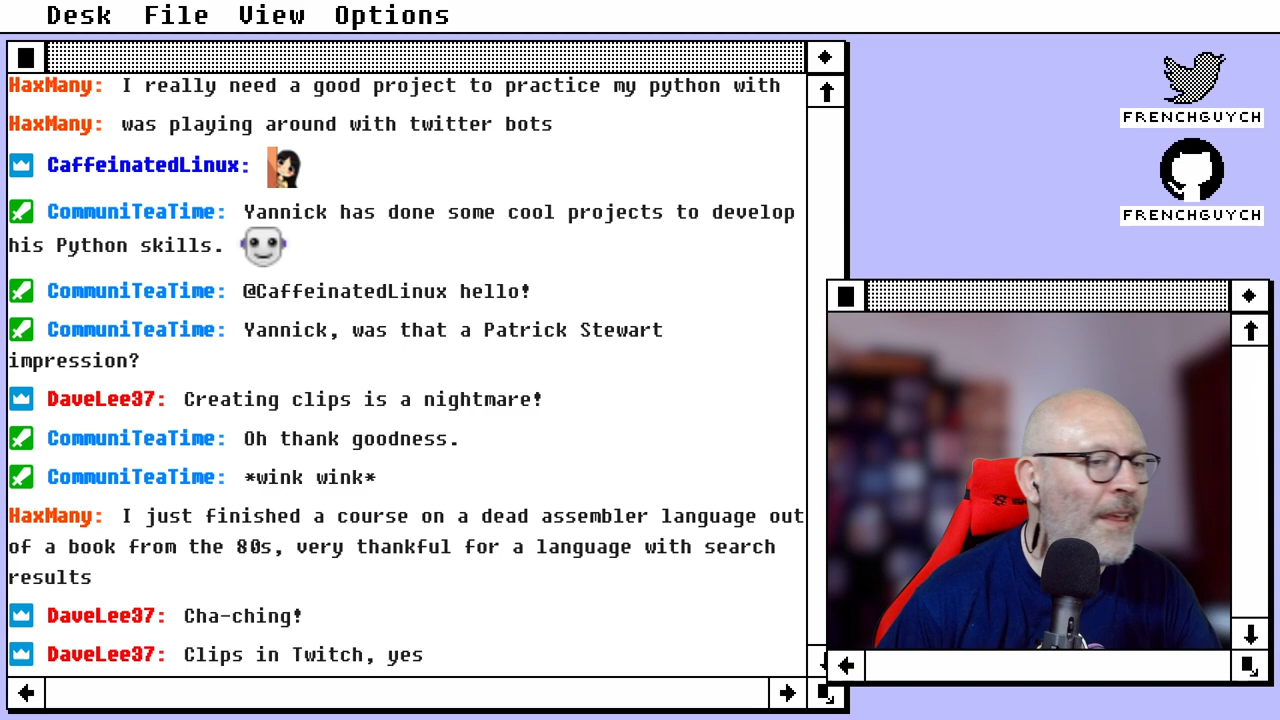 Desk File View Options
HaxMany: I really need a good project to practice my python with
HaxMany: was playing around with twitter bots
CaffeinatedLinux:
CommuniTeaTime: Yannick has done some cool projects to develop
his Python skills.
CommuniTeaTime: @CaffeinatedLinux hello!
CommuniTeaTime: Yannick, was that a Patrick Stewart
impression?
DaveLee37: Creating clips is a nightmare!
CommuniTeaTime: Oh thank goodness.
CommuniTeaTime: *wink wink*
HaxMany: I just finished a course on a dead assembler language out
of a book from the 80s, very thankful for a language with search
results
DaveLee37: Cha-ching!
DaveLee37: Clips in Twitch, yes
FRENCHGUYCH
FRENCHGUYCH